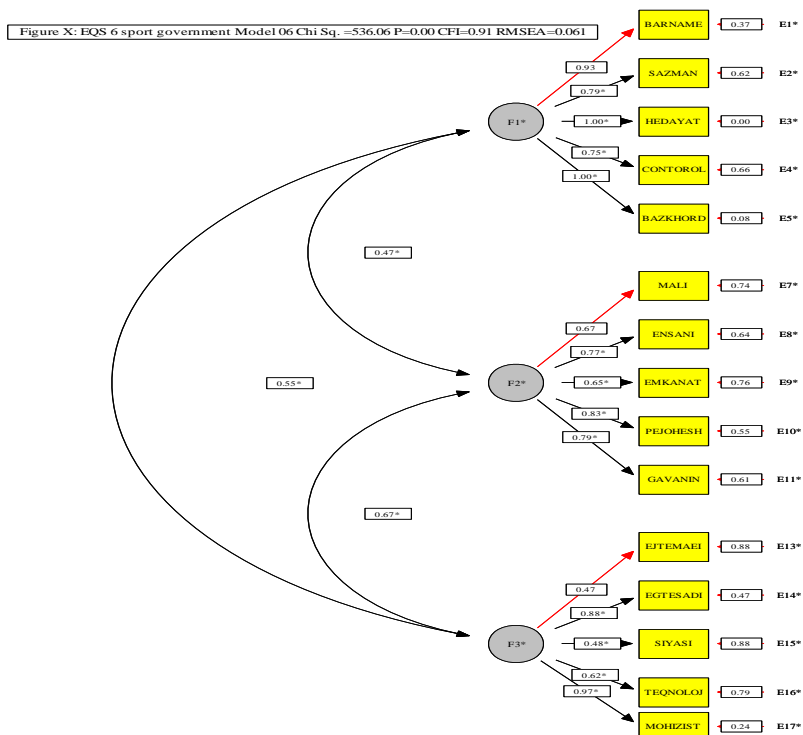 Figure X: EQS 6 sport government Model 06 Chi Sq. =536.06 P=0.00 CFI=0.91 RMSEA=0.061
BARNAME 0.37 E1*
0.93
SAZMAN 0.62 E2*
0.79*
F1* 1.00* HEDAYAT 0.00 E3*
0.75*
CONTOROL 0.66 E4*
1.00*
BAZKHORD 0.08 E5*
0.47*
MALI 0.74 E7*
0.67
ENSANI 0.64 E8*
0.77*
0.55* F2* 0.65* EMKANAT 0.76 E9*
0.83*
PEJOHESH 0.55 E10*
0.79*
GAVANIN 0.61 E11*
0.67*
EJTEMAEI 0.88 E13*
0.47
EGTESADI 0.47 E14*
0.88*
F3* 0.48* SIYASI 0.88 E15*
0.62*
TEQNOLOJ 0.79 E16*
0.97*
MOHIZIST 0.24 E17*